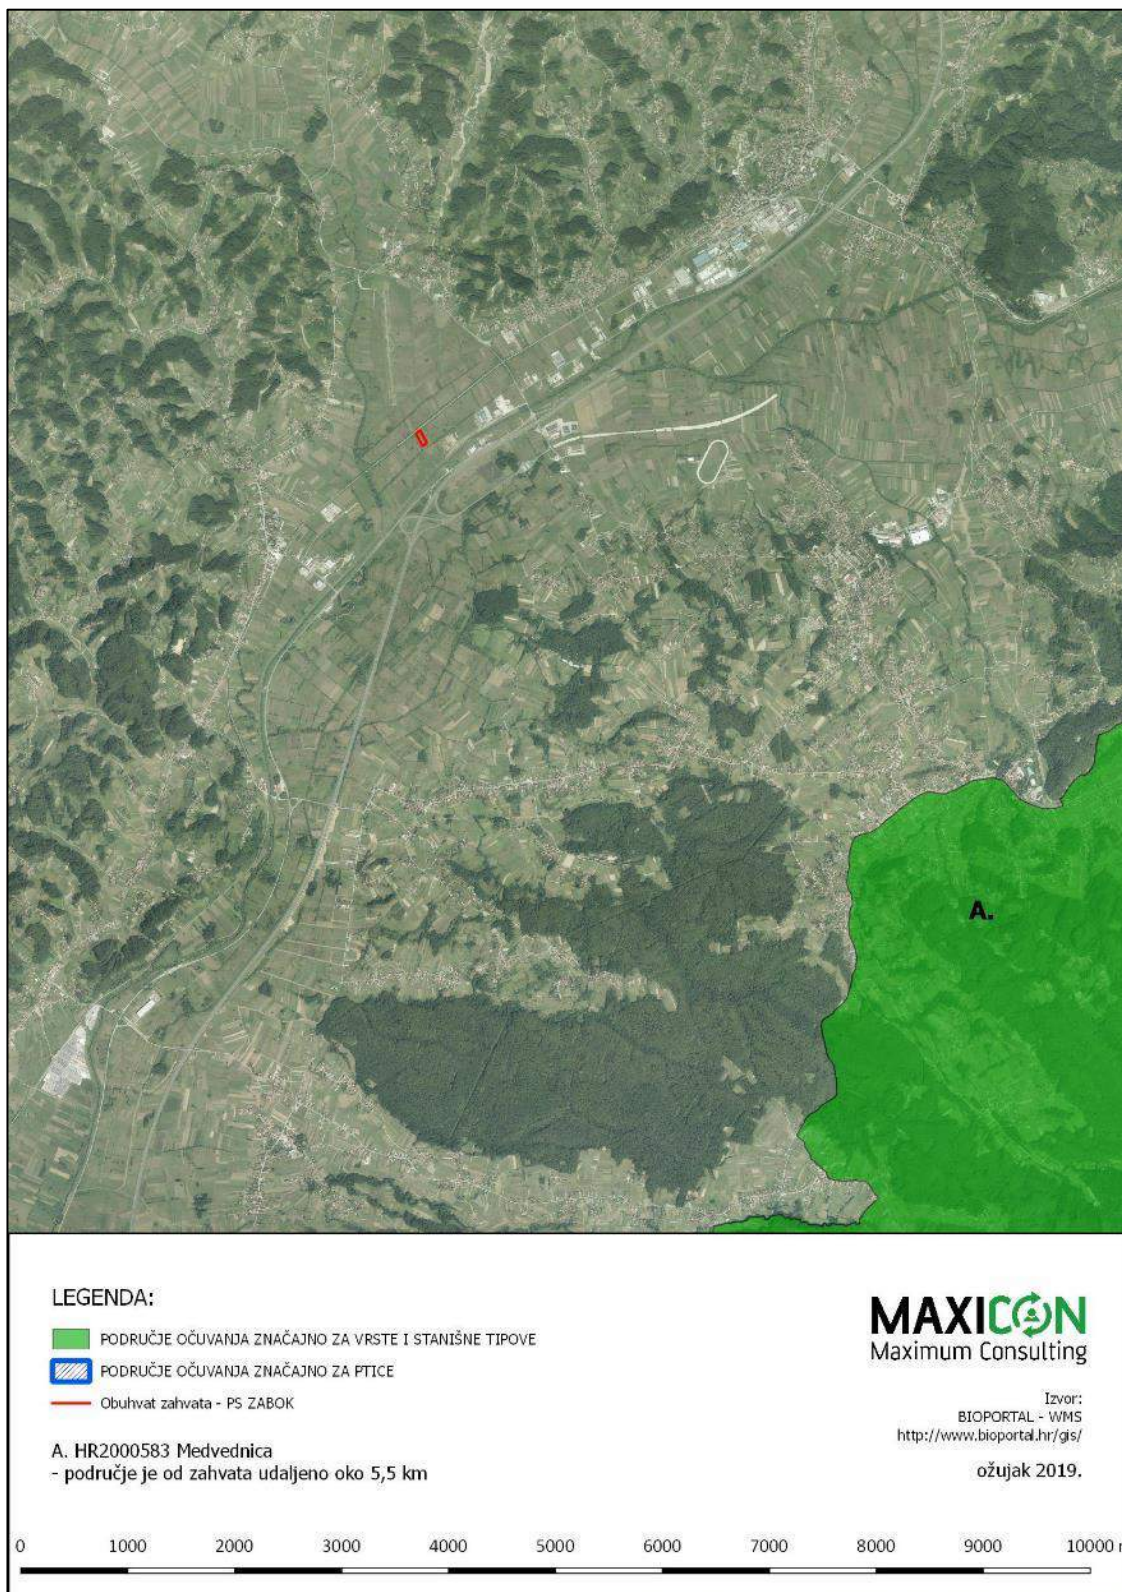 A.
LEGENDA:
PODRUČJE OČUVANJA ZNAČAJNO ZA VRSTE I STANIŠNE TIPOVE
PODRUČJE OČUVANJA ZNAČAJNO ZA PTICE
Obuhvat zahvata - PS ZABOK
A. HR2000583 Medvednica
- područje je od zahvata udaljeno oko 5,5 km
MAXICON
Maximum Consulting
Izvor:
BIOPORTAL - WMS
http://www.bioportal.hr/gis/
ožujak 2019.
0 1000 2000 3000 4000 5000 6000 7000 8000 9000 10000